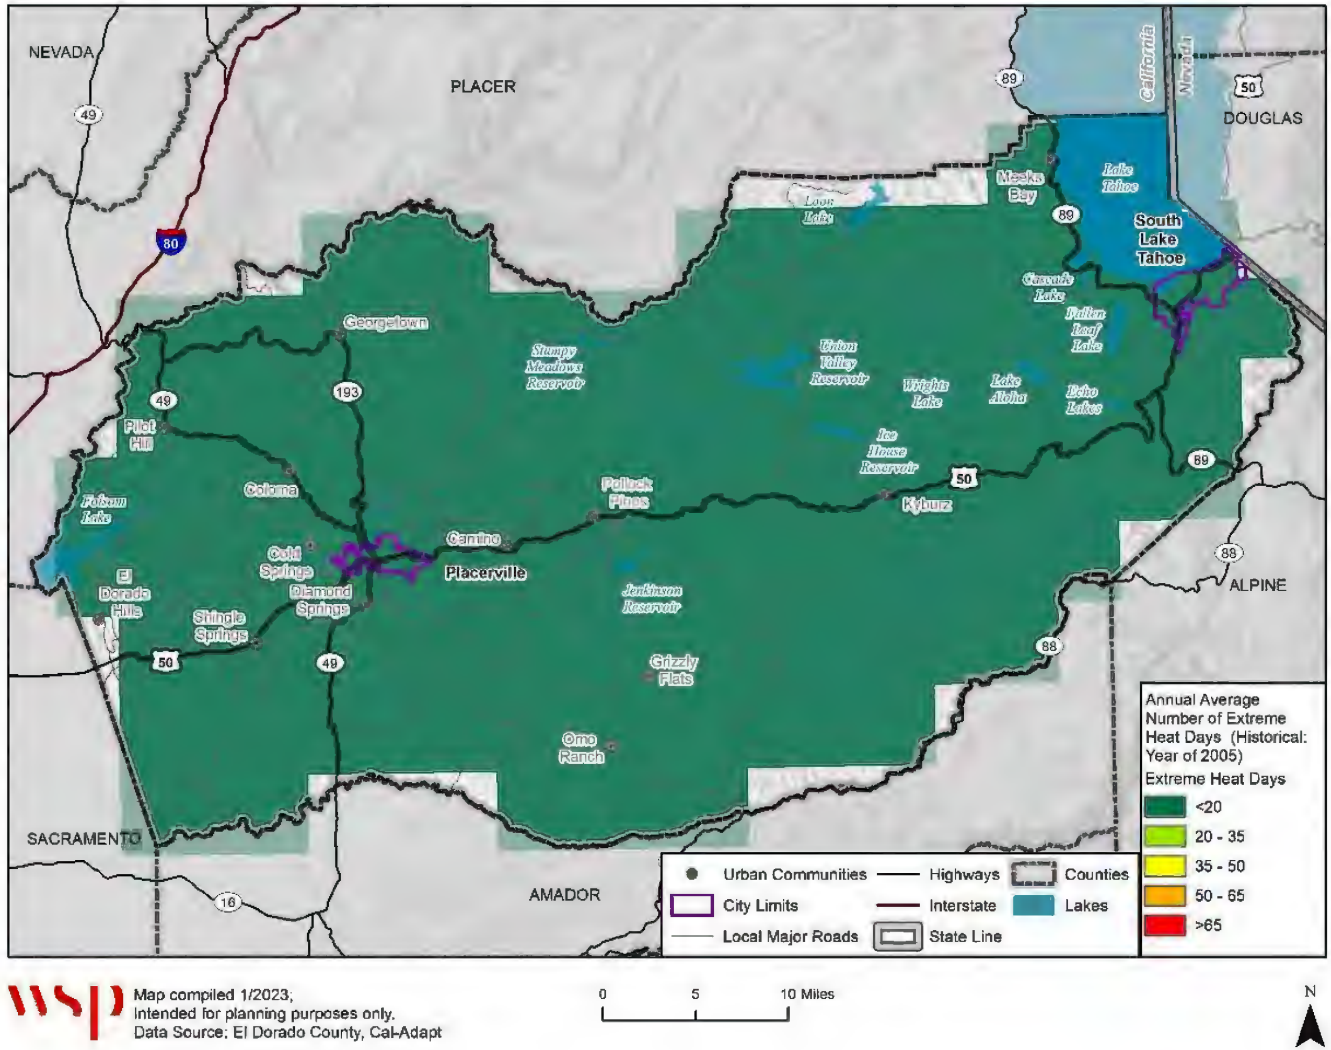 NEVADA
PLACER
California
Nevada
89
50
DOUGLAS
49
80
Loon
Lake
Meeks
Bay
Lake
Tahoe
89
South
Lake
Tahoe
Cascade
Lake
Fallen
Leaf
Lake
Georgetown
Stumpy
Meadows
Reservoir
Union
Valley
Reservoir
Wrights
Lake
Lake
Aloha
Echo
Lakes
49
193
Pilot
Hill
Ice
House
Reservoir
Coloma
50
89
Folsom
Lake
Pollock
Pines
Kyburz
Cold
Springs
Camino
Placerville
88
El
Dorado
Hills
Diamond
Springs
Jenkinson
Reservoir
ALPINE
Shingle
Springs
50
49
88
Grizzly
Flats
Omo
Ranch
SACRAMENTO
AMADOR
16
Annual Average
Number of Extreme
Heat Days (Historical:
Year of 2005)
Extreme Heat Days
<20
20 - 35
35 - 50
50 - 65
>65
Urban Communities
Highways
Counties
City Limits
Interstate
Lakes
Local Major Roads
State Line
wsp
Map compiled 1/2023;
Intended for planning purposes only.
Data Source: El Dorado County, Cal-Adapt
0 5 10 Miles
N